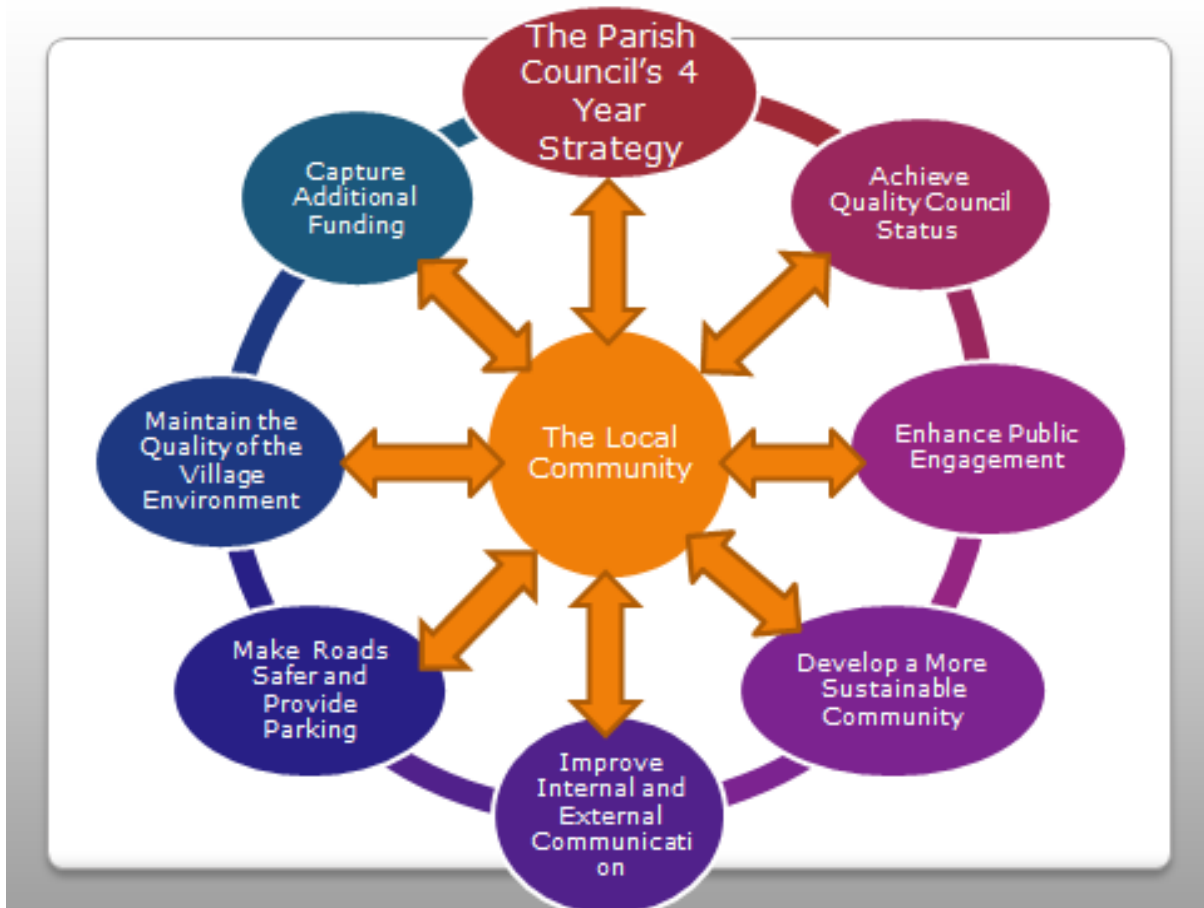 The Parish
Council's 4
Year
Strategy
Achieve
Quality Council
Status
Enhance Public
Engagement
Develop a More
Sustainable
Community
Improve
Internal and
External
Communicati
on
Make Roads
Safer and
Provide
Parking
Maintain the
Quality of the
Village
Environment
Capture
Additional
Funding
The Local
Community